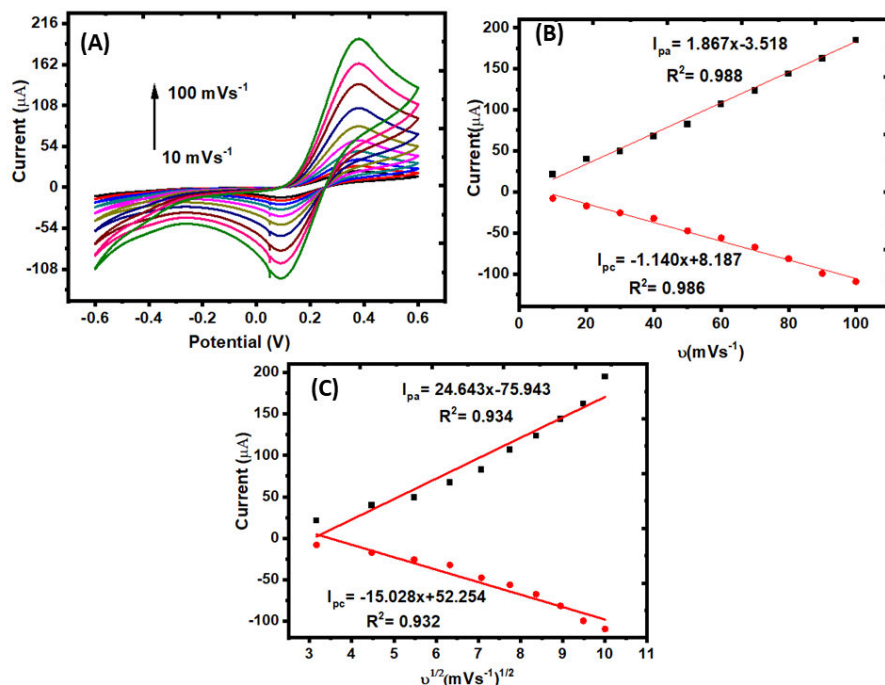 (A)
216
162
108
54
0
-54
-108
Current (µA)
100 mVs⁻¹
10 mVs⁻¹
-0.6 -0.4 -0.2 0.0 0.2 0.4 0.6
Potential (V)
(B)
200
150
100
50
0
-50
-100
Current(µA)
Iₚₐ= 1.867x-3.518
R²= 0.988
Iₚc= -1.140x+8.187
R²= 0.986
0 20 40 60 80 100
υ(mVs⁻¹)
(C)
200
150
100
50
0
-50
-100
Current (µA)
Iₚₐ= 24.643x-75.943
R²= 0.934
Iₚc= -15.028x+52.254
R²= 0.932
3 4 5 6 7 8 9 10 11
υ¹/²(mVs⁻¹)¹/²